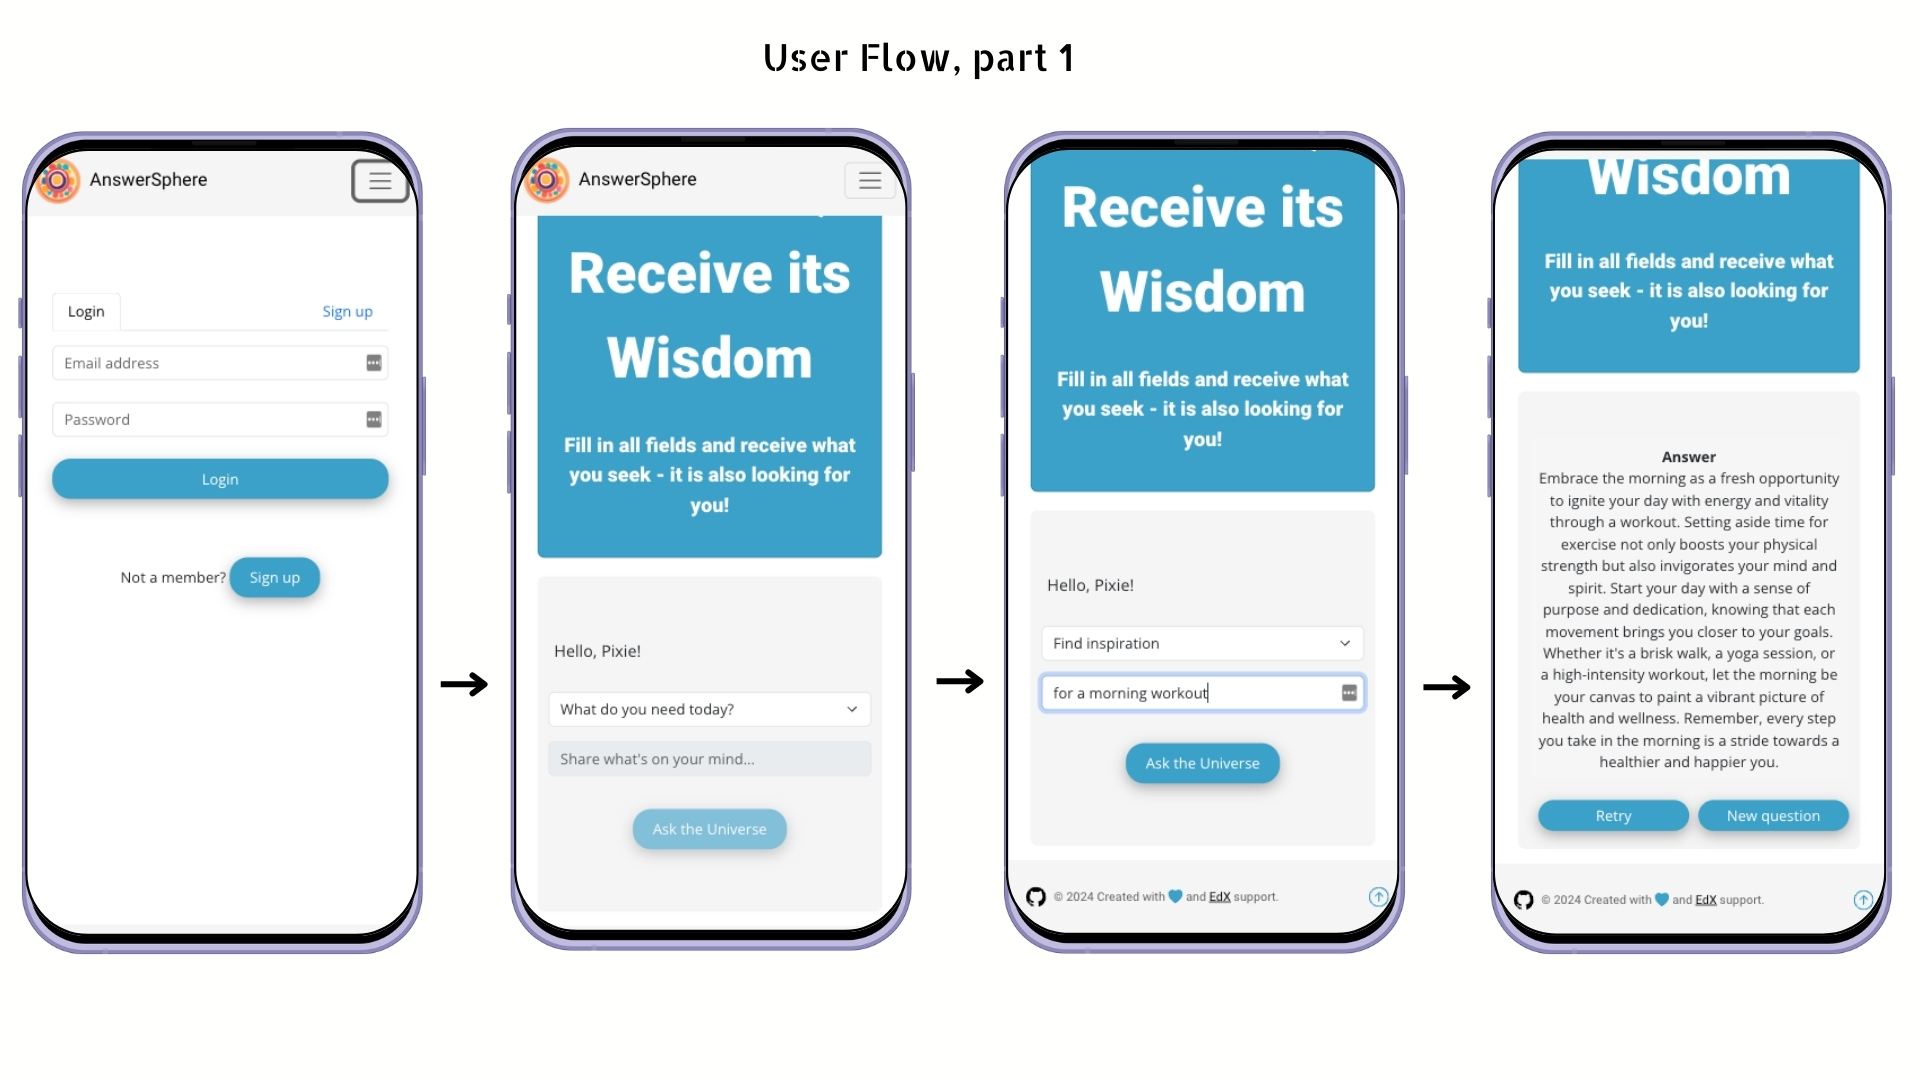 User Flow, part 1
AnswerSphere
Login
Sign up
Email address
Password
Login
Not a member? Sign up
AnswerSphere
Receive its
Wisdom
Fill in all fields and receive what
you seek - it is also looking for
you!
Hello, Pixie!
What do you need today?
Share what's on your mind...
Ask the Universe
Receive its
Wisdom
Fill in all fields and receive what
you seek - it is also looking for
you!
Hello, Pixie!
Find inspiration
for a morning workout
Ask the Universe
© 2024 Created with and EdX support.
Wisdom
Fill in all fields and receive what
you seek - it is also looking for
you!
Answer
Embrace the morning as a fresh opportunity
to ignite your day with energy and vitality
through a workout. Setting aside time for
exercise not only boosts your physical
strength but also invigorates your mind and
spirit. Start your day with a sense of
purpose and dedication, knowing that each
movement brings you closer to your goals.
Whether it's a brisk walk, a yoga session, or
a high-intensity workout, let the morning be
your canvas to paint a vibrant picture of
health and wellness. Remember, every step
you take in the morning is a stride towards a
healthier and happier you.
Retry
New question
© 2024 Created with and EdX support.